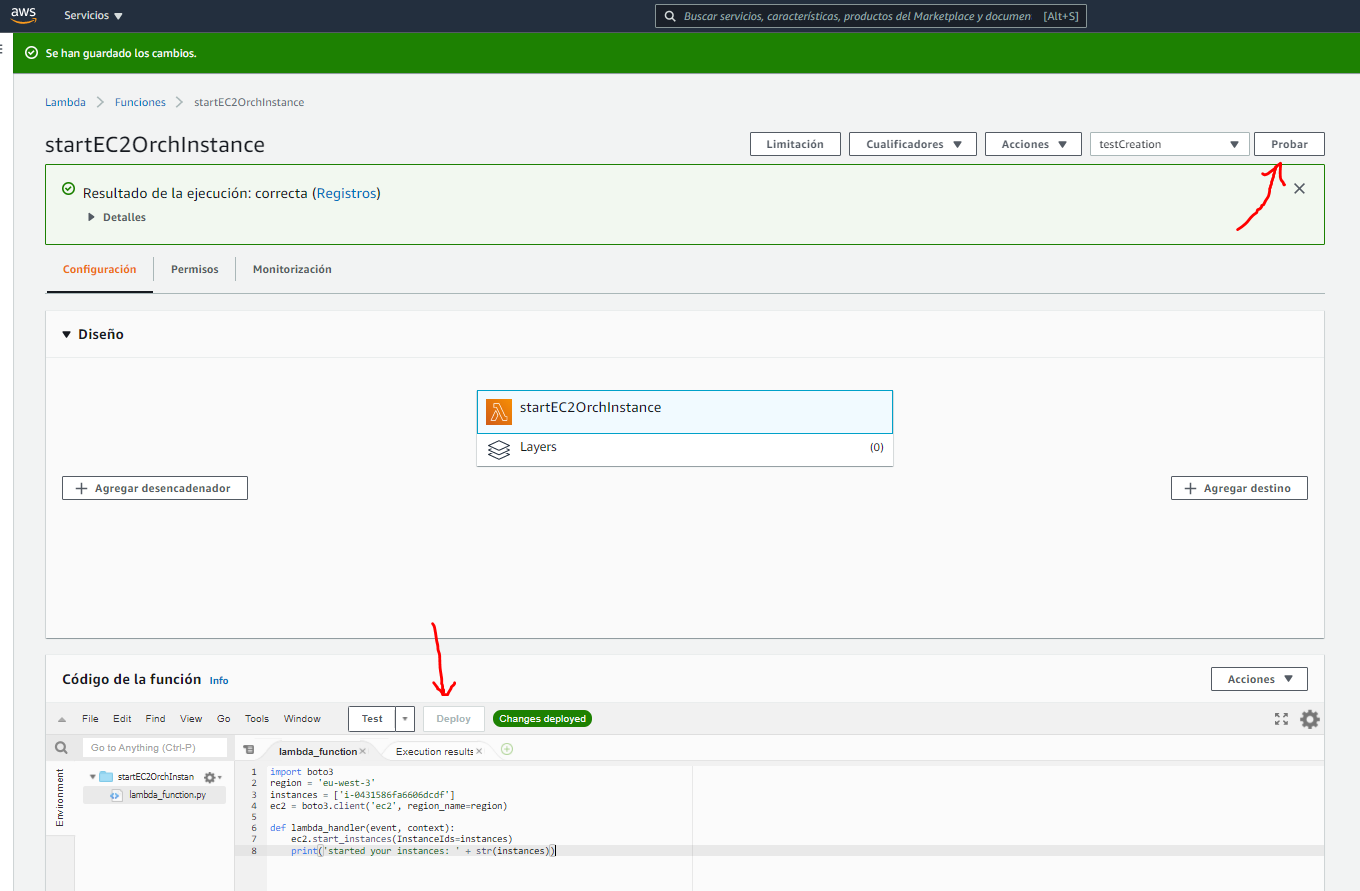 aws Servicios Buscar servicios, características, productos del Marketplace y documen [Alt+S]
Se han guardado los cambios.
Lambda Funciones startEC2OrchInstance
startEC2OrchInstance Limitación Cualificadores Acciones testCreation Probar
Resultado de la ejecución: correcta (Registros)
Detalles
Configuración Permisos Monitorización
Diseño
startEC2OrchInstance
Layers (0)
+ Agregar desencadenador + Agregar destino
Código de la función Info Acciones
File Edit Find View Go Tools Window Test Deploy Changes deployed
Go to Anything (Ctrl-P) lambda_function × Execution results ×
Environment
startEC2OrchInstan
lambda_function.py
1 import boto3
2 region = 'eu-west-3'
3 instances = ['i-0431586fa6606dcdf']
4 ec2 = boto3.client('ec2', region_name=region)
5
6 def lambda_handler(event, context):
7 ec2.start_instances(InstanceIds=instances)
8 print('started your instances: ' + str(instances))